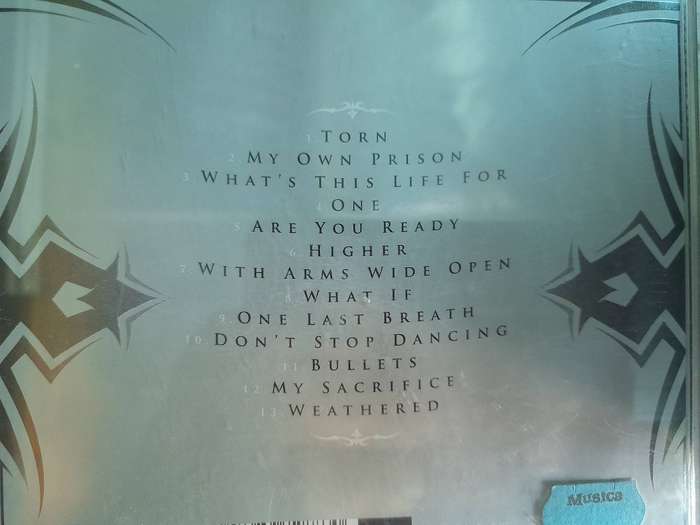 1. TORN
2. MY OWN PRISON
3. WHAT'S THIS LIFE FOR
4. ONE
5. ARE YOU READY
6. HIGHER
7. WITH ARMS WIDE OPEN
8. WHAT IF
9. ONE LAST BREATH
10. DON'T STOP DANCING
11. BULLETS
12. MY SACRIFICE
13. WEATHERED
Musica